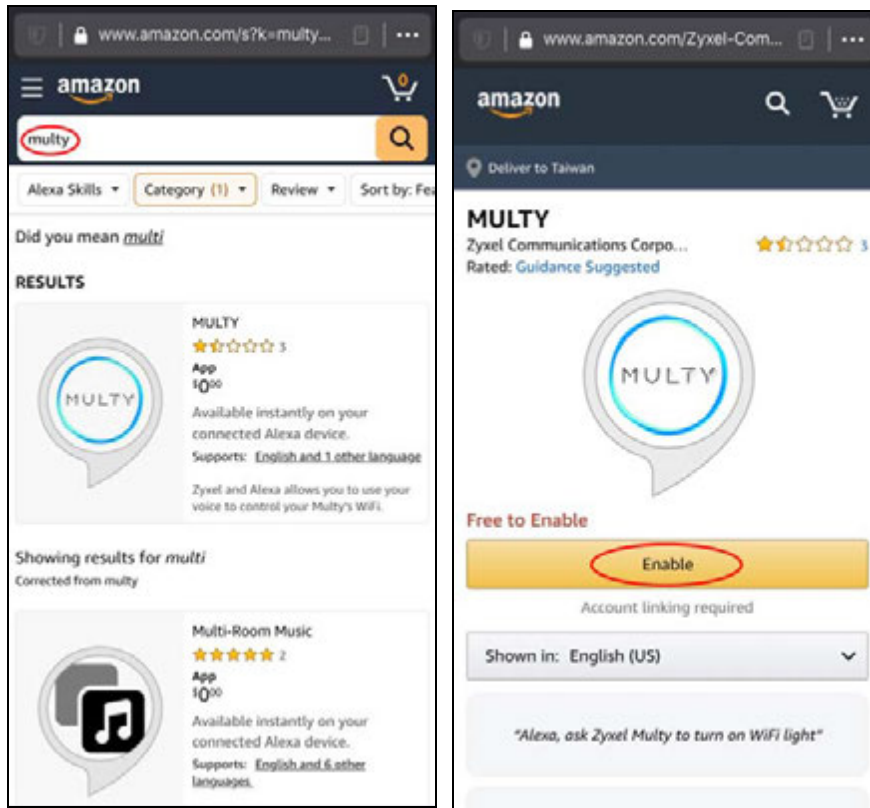 www.amazon.com/s?k=multy...
amazon
0
multy
Alexa Skills
Category (1)
Review
Sort by: Fea
Did you mean multi
RESULTS
MULTY
MULTY
3
App
$000
Available instantly on your
connected Alexa device.
Supports: English and 1 other language
Zyxel and Alexa allows you to use your
voice to control your Multy's WiFi.
Showing results for multi
Corrected from multy
Multi-Room Music
2
App
$000
Available instantly on your
connected Alexa device.
Supports: English and 6 other
languages.
www.amazon.com/Zyxel-Com...
amazon
Deliver to Taiwan
MULTY
Zyxel Communications Corpo...
3
Rated: Guidance Suggested
MULTY
Free to Enable
Enable
Account linking required
Shown in: English (US)
"Alexa, ask Zyxel Multy to turn on WiFi light"